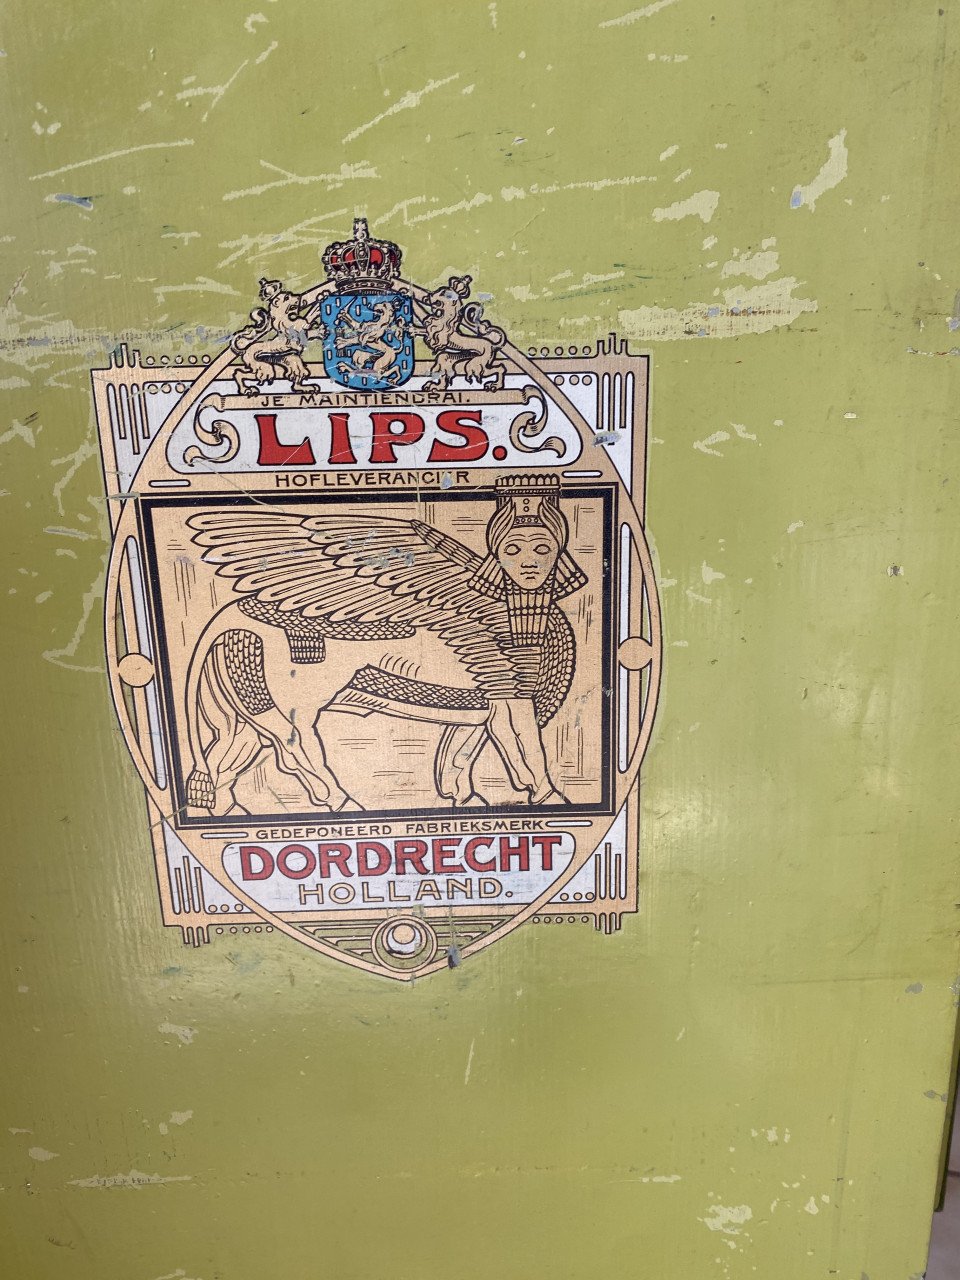 JE MAINTIENDRAI.
LIPS.
HOFLEVERANCIER
GEDEPONEERD FABRIEKSMERK
DORDRECHT
HOLLAND.